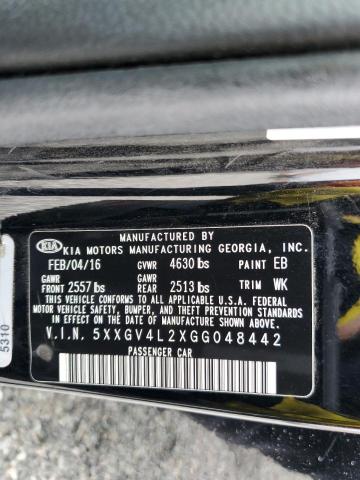 MANUFACTURED BY
KIA KIA MOTORS MANUFACTURING GEORGIA, INC.
FEB/04/16 GVWR 4630 lbs PAINT EB
GAWR FRONT 2557 lbs GAWR REAR 2513 lbs TRIM WK
THIS VEHICLE CONFORMS TO ALL APPLICABLE U.S. FEDERAL MOTOR
VEHICLE SAFETY, BUMPER, AND THEFT PREVENTION STANDARDS
IN EFFECT ON THE DATE OF MANUFACTURE SHOWN ABOVE.
V.I.N. 5XXGV4L2XGG048442
PASSENGER CAR
5310